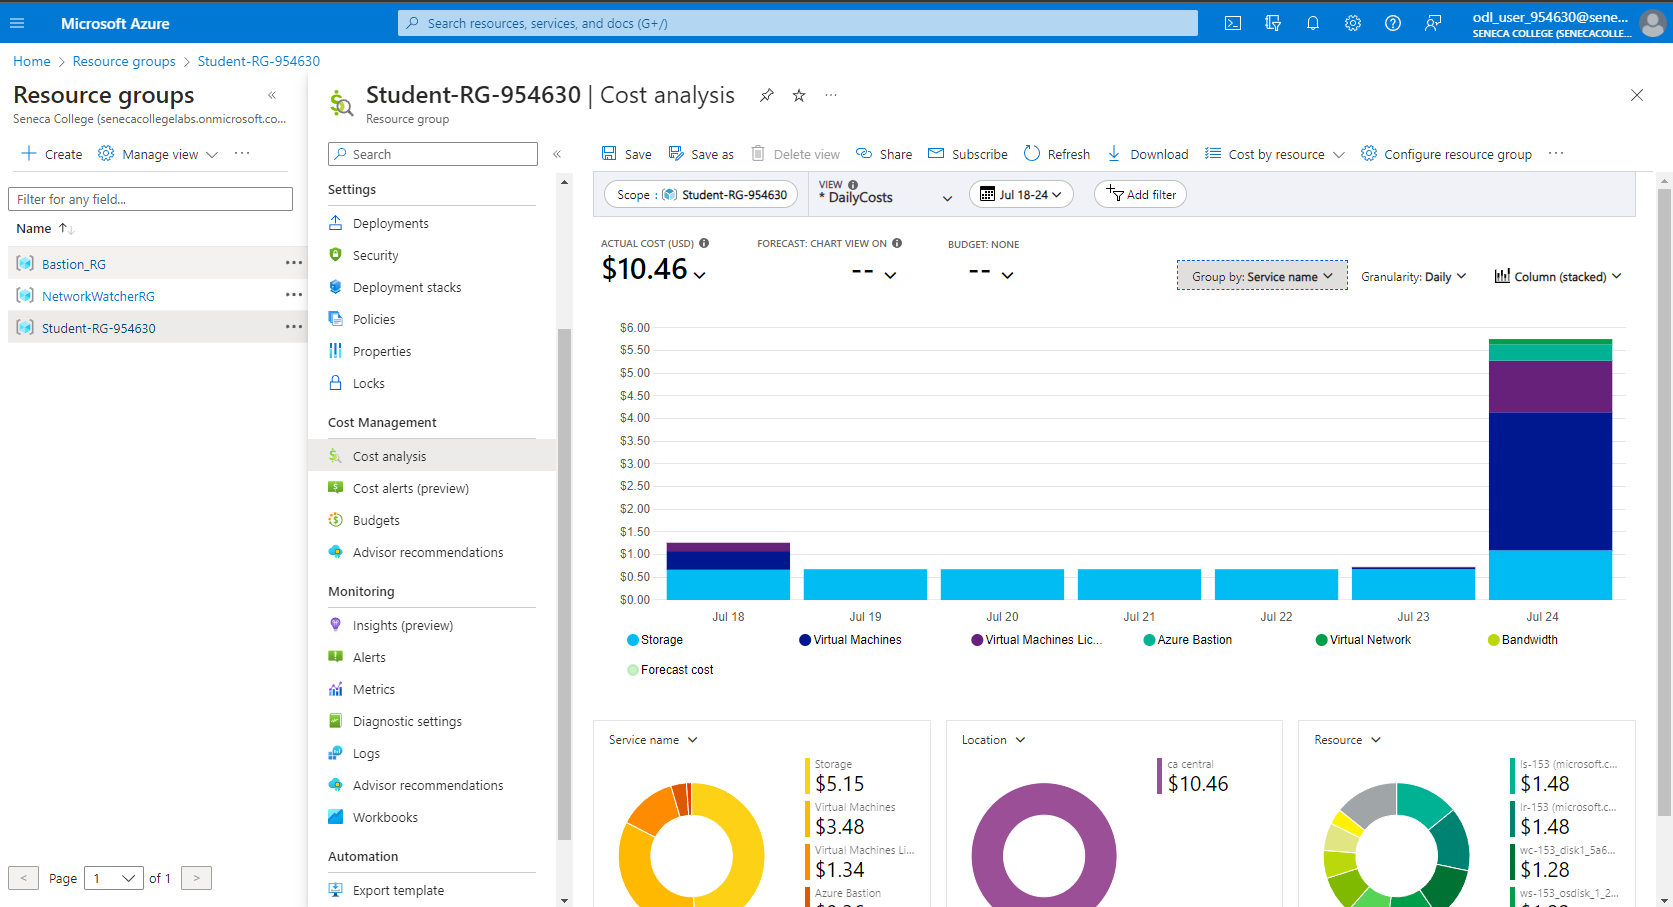 Microsoft Azure
Search resources, services, and docs (G+/)
odl_user_954630@sene...
SENECA COLLEGE (SENECACOLLE...
Home > Resource groups > Student-RG-954630
Resource groups
Seneca College (senecacollegelabs.onmicrosoft.co...
Create Manage view
Filter for any field...
Name
Bastion_RG
NetworkWatcherRG
Student-RG-954630
Page 1 of 1
Student-RG-954630 | Cost analysis
Resource group
Search
Settings
Deployments
Security
Deployment stacks
Policies
Properties
Locks
Cost Management
Cost analysis
Cost alerts (preview)
Budgets
Advisor recommendations
Monitoring
Insights (preview)
Alerts
Metrics
Diagnostic settings
Logs
Advisor recommendations
Workbooks
Automation
Export template
Save Save as Delete view Share Subscribe Refresh Download Cost by resource Configure resource group
Scope : Student-RG-954630
VIEW
* DailyCosts
Jul 18-24
Add filter
ACTUAL COST (USD)
$10.46
FORECAST: CHART VIEW ON
--
BUDGET: NONE
--
Group by: Service name
Granularity: Daily
Column (stacked)
$6.00
$5.50
$5.00
$4.50
$4.00
$3.50
$3.00
$2.50
$2.00
$1.50
$1.00
$0.50
$0.00
Jul 18 Jul 19 Jul 20 Jul 21 Jul 22 Jul 23 Jul 24
Storage Virtual Machines Virtual Machines Lic... Azure Bastion Virtual Network Bandwidth
Forecast cost
Service name
Storage
$5.15
Virtual Machines
$3.48
Virtual Machines Li...
$1.34
Azure Bastion
Location
ca central
$10.46
Resource
ls-153 (microsoft.c...
$1.48
lr-153 (microsoft.c...
$1.48
wc-153_disk1_5a6...
$1.28
ws-153_osdisk_1_2...